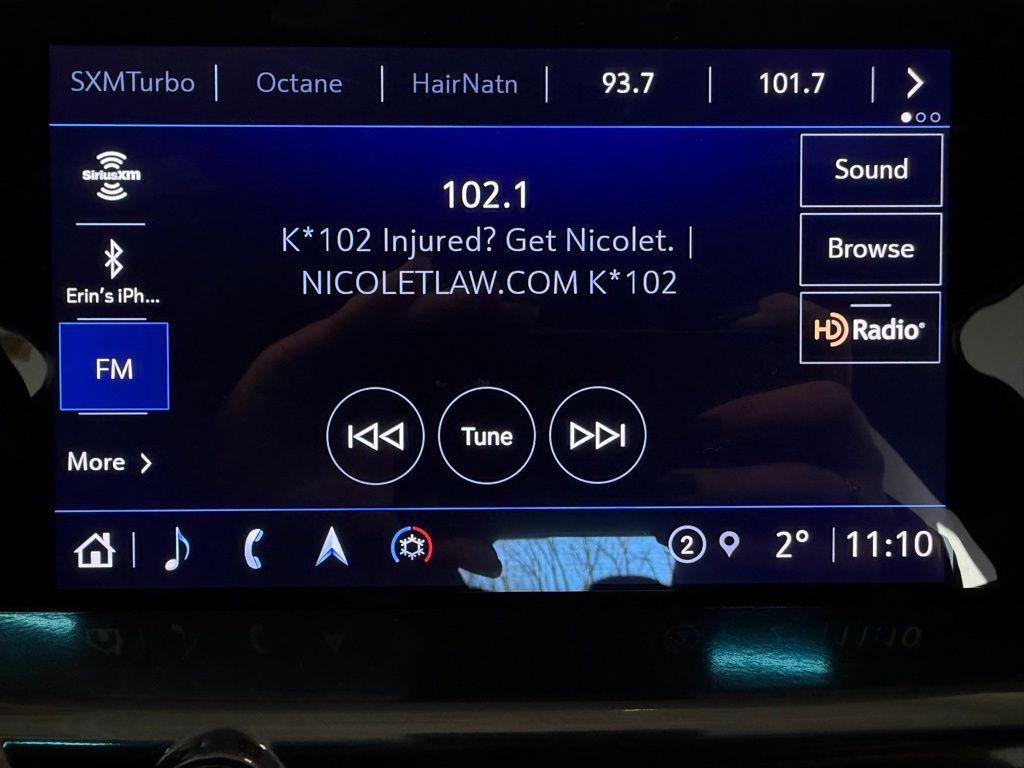 SXMTurbo | Octane | HairNatn | 93.7 | 101.7
SiriusXM
102.1
Sound
K*102 Injured? Get Nicolet. |
Browse
NICOLETLAW.COM K*102
Erin's iPh...
HD Radio®
FM
Tune
More
2 2° 11:10